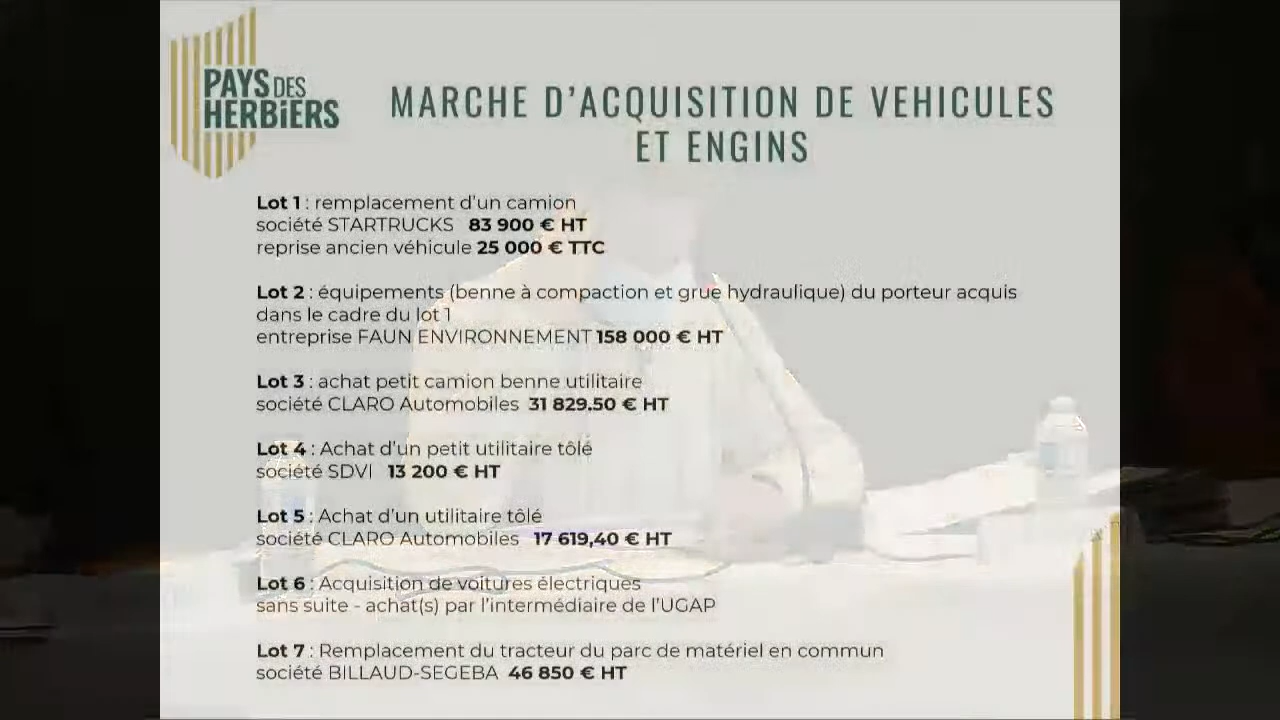 PAYS DES
HERBiERS
MARCHE D'ACQUISITION DE VEHICULES
ET ENGINS
Lot 1 : remplacement d'un camion
société STARTRUCKS 83 900 € HT
reprise ancien véhicule 25 000 € TTC
Lot 2 : équipements (benne à compaction et grue hydraulique) du porteur acquis
dans le cadre du lot 1
entreprise FAUN ENVIRONNEMENT 158 000 € HT
Lot 3 : achat petit camion benne utilitaire
société CLARO Automobiles 31 829.50 € HT
Lot 4 : Achat d'un petit utilitaire tôlé
société SDVI 13 200 € HT
Lot 5 : Achat d'un utilitaire tôlé
société CLARO Automobiles 17 619,40 € HT
Lot 6 : Acquisition de voitures électriques
sans suite - achat(s) par l'intermédiaire de l'UGAP
Lot 7 : Remplacement du tracteur du parc de matériel en commun
société BILLAUD-SEGEBA 46 850 € HT